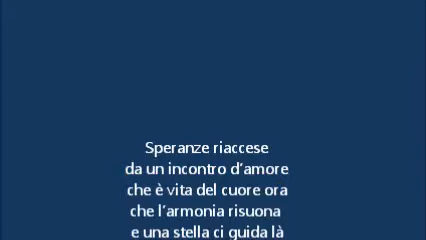 Speranze riaccese
da un incontro d’amore
che è vita del cuore ora
che l’armonia risuona
e una stella ci guida là